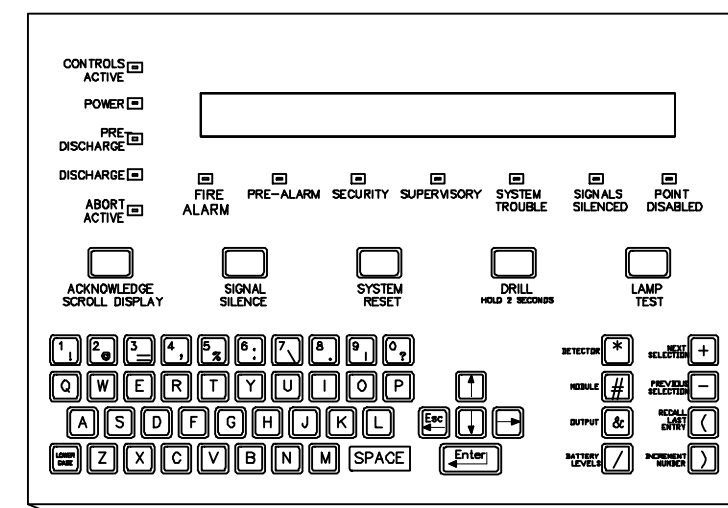 CONTROLS
ACTIVE
POWER
PRE-
DISCHARGE
DISCHARGE
ABORT
ACTIVE
FIRE
ALARM
PRE-ALARM
SECURITY
SUPERVISORY
SYSTEM
TROUBLE
SIGNALS
SILENCED
POINT
DISABLED
ACKNOWLEDGE
SCROLL DISPLAY
SIGNAL
SILENCE
SYSTEM
RESET
DRILL
HOLD 2 SECONDS
LAMP
TEST
1 2 @ 3 _ 4 , 5 % 6 : 7 \ 8 . 9 0 ?
DETECTOR *
NEXT
SELECTION +
Q W E R T Y U I O P
MODULE #
PREVIOUS
SELECTION −
A S D F G H J K L
Esc
OUTPUT &
RECALL
LAST
ENTRY (
LOWER
CASE
Z X C V B N M SPACE
Enter
BATTERY
LEVELS /
INCREMENT
NUMBER )